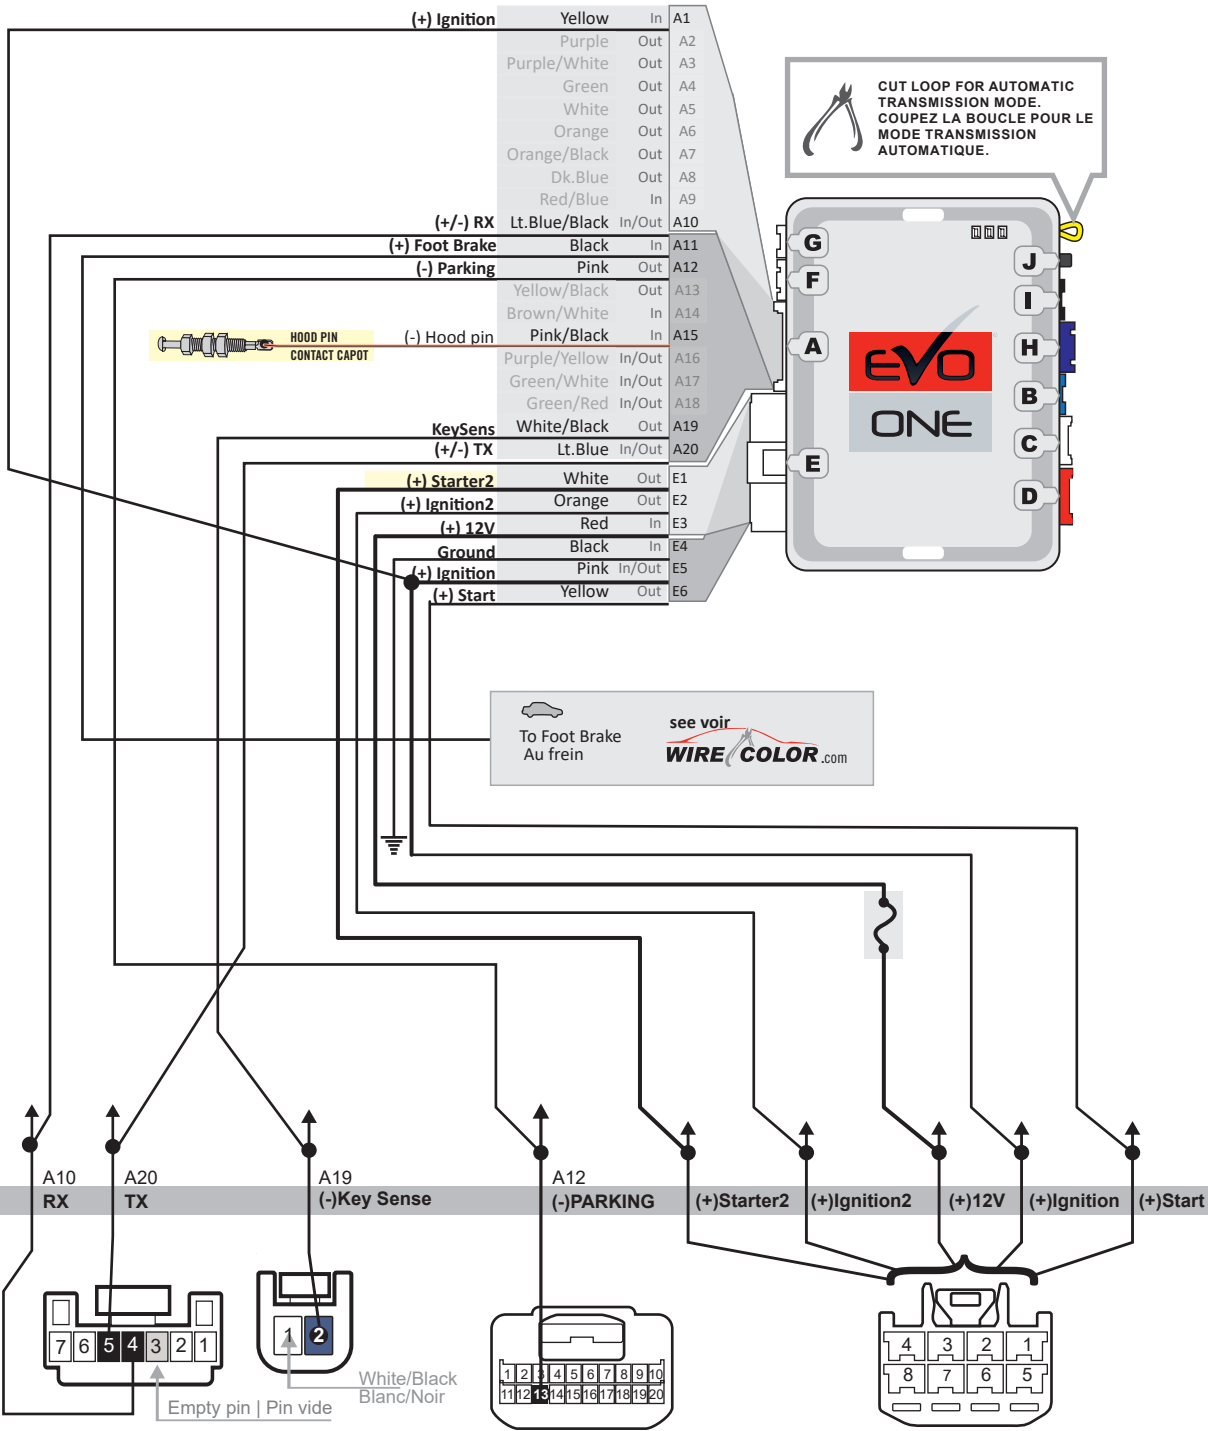 (+) Ignition Yellow In A1
Purple Out A2
Purple/White Out A3
Green Out A4
White Out A5
Orange Out A6
Orange/Black Out A7
Dk.Blue Out A8
Red/Blue In A9
(+/-) RX Lt.Blue/Black In/Out A10
(+) Foot Brake Black In A11
(-) Parking Pink Out A12
Yellow/Black Out A13
Brown/White In A14
(-) Hood pin Pink/Black In A15
Purple/Yellow In/Out A16
Green/White In/Out A17
Green/Red In/Out A18
KeySens White/Black Out A19
(+/-) TX Lt.Blue In/Out A20
(+) Starter2 White Out E1
(+) Ignition2 Orange Out E2
(+) 12V Red In E3
Ground Black In E4
(+) Ignition Pink In/Out E5
(+) Start Yellow Out E6
HOOD PIN
CONTACT CAPOT
CUT LOOP FOR AUTOMATIC
TRANSMISSION MODE.
COUPEZ LA BOUCLE POUR LE
MODE TRANSMISSION
AUTOMATIQUE.
G
F
A
E
J
I
H
B
C
D
EVO
ONE
To Foot Brake
Au frein
see voir
WIRE COLOR .com
A10
RX
A20
TX
A19
(-)Key Sense
A12
(-)PARKING
(+)Starter2
(+)Ignition2
(+)12V
(+)Ignition
(+)Start
7 6 5 4 3 2 1
Empty pin | Pin vide
1 2
White/Black
Blanc/Noir
1 2 3 4 5 6 7 8 9 10
11 12 13 14 15 16 17 18 19 20
4 3 2 1
8 7 6 5